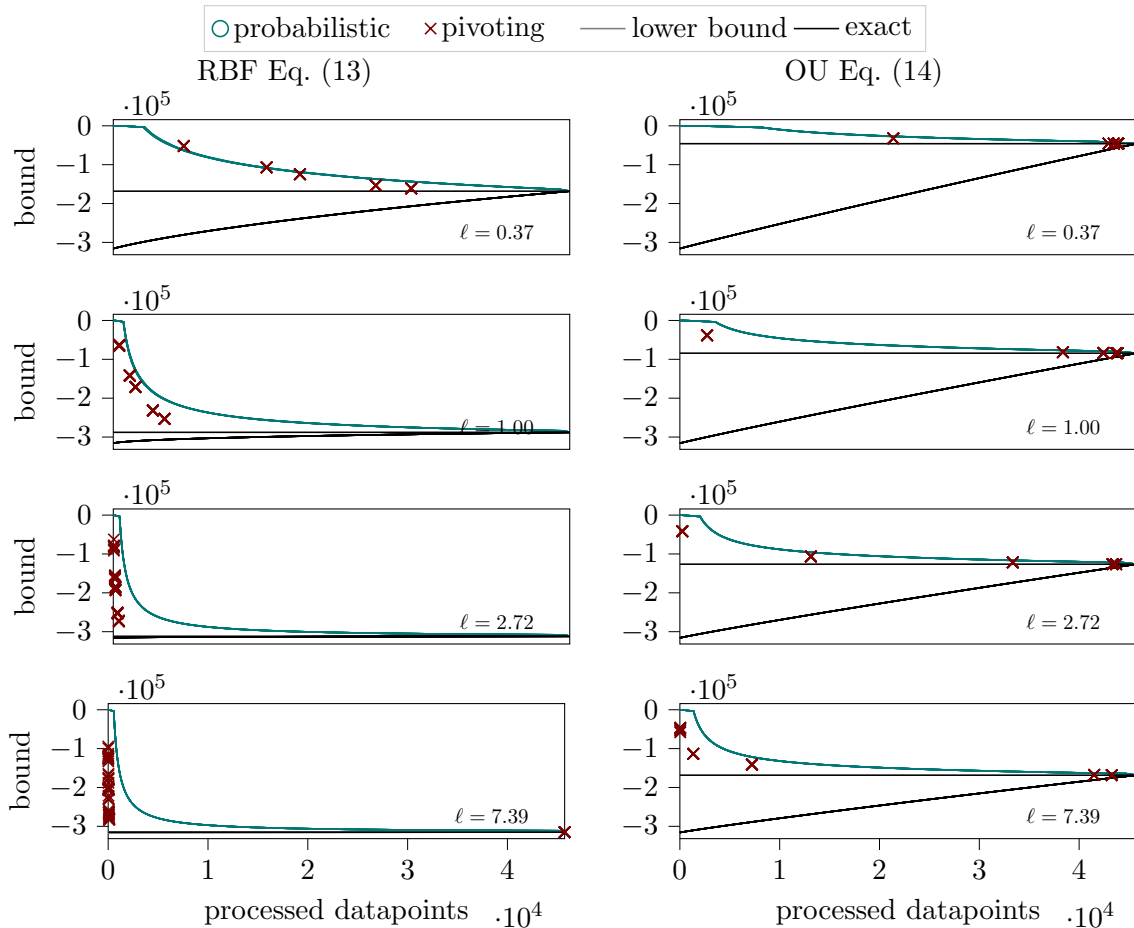 probabilistic pivoting lower bound exact
RBF Eq. (13)
OU Eq. (14)
·10^5
0
−1
−2
−3
bound
ℓ = 0.37
·10^5
0
−1
−2
−3
ℓ = 0.37
·10^5
0
−1
−2
−3
bound
ℓ = 1.00
·10^5
0
−1
−2
−3
ℓ = 1.00
·10^5
0
−1
−2
−3
bound
ℓ = 2.72
·10^5
0
−1
−2
−3
ℓ = 2.72
·10^5
0
−1
−2
−3
bound
ℓ = 7.39
0 1 2 3 4
processed datapoints ·10^4
·10^5
0
−1
−2
−3
ℓ = 7.39
0 1 2 3 4
processed datapoints ·10^4